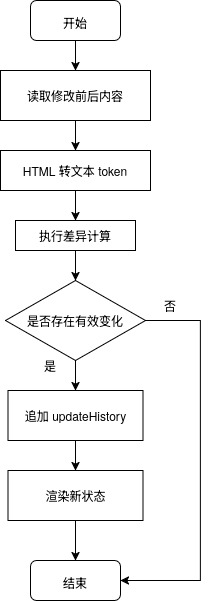 开始
读取修改前后内容
HTML 转文本 token
执行差异计算
是否存在有效变化
否
是
追加 updateHistory
渲染新状态
结束